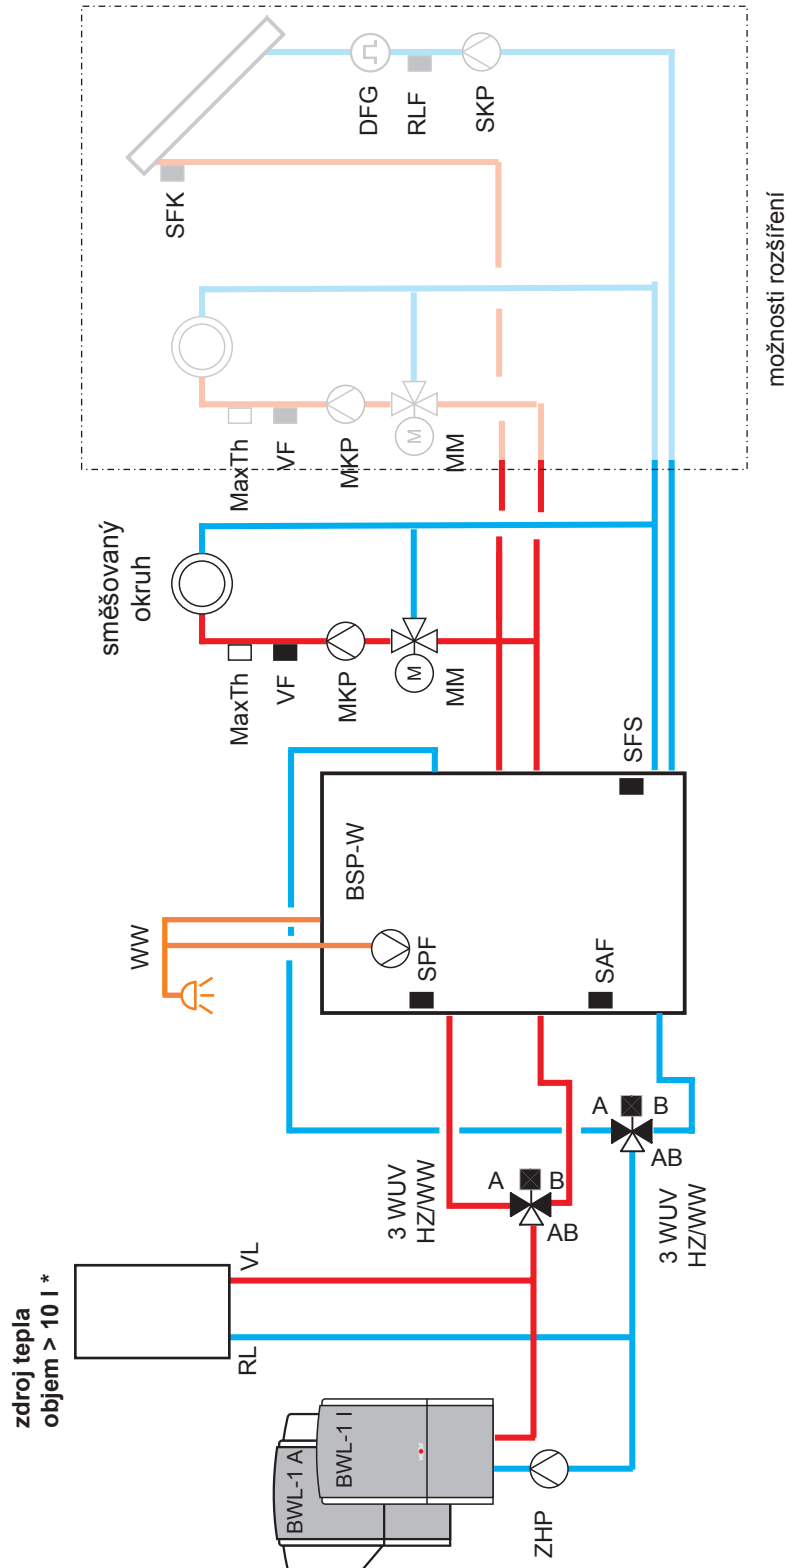 DFG
RLF
SKP
SFK
možnosti rozšíření
MaxTh
VF
MKP
M
MM
směšovaný
okruh
MaxTh
VF
MKP
M
MM
SFS
BSP-W
WW
SPF
SAF
A
B
AB
3 WUV
HZ/WW
A
B
AB
3 WUV
HZ/WW
zdroj tepla
objem > 10 l *
VL
RL
BWL-1 A
BWL-1 I
ZHP